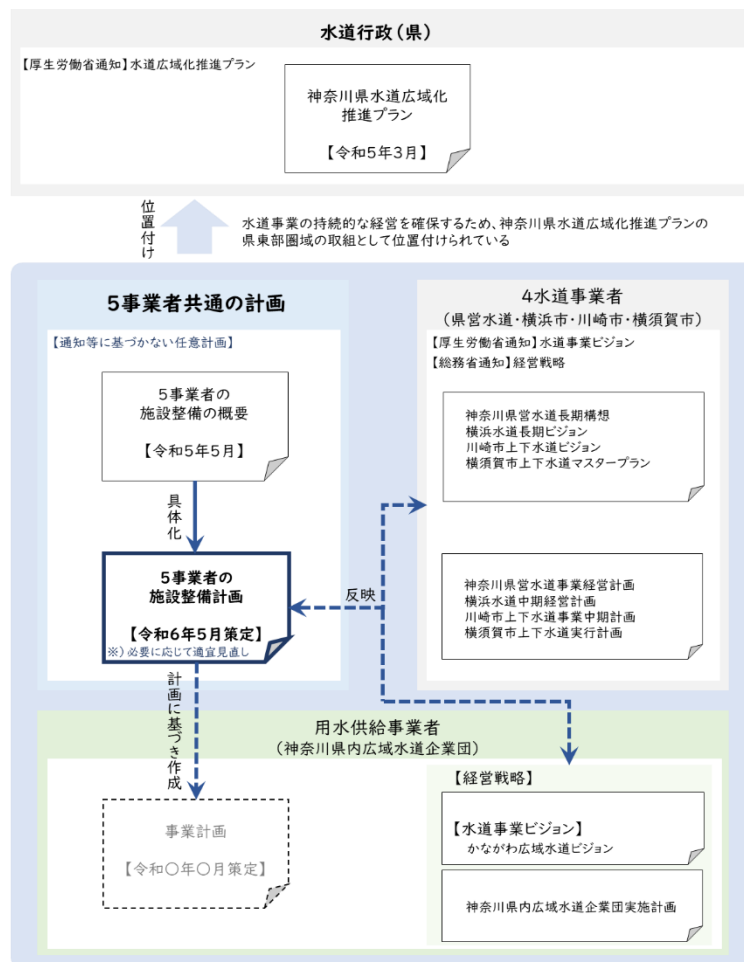 水道行政（県）
【厚生労働省通知】水道広域化推進プラン
神奈川県水道広域化
推進プラン
【令和5年3月】
位置付け
水道事業の持続的な経営を確保するため、神奈川県水道広域化推進プランの
県東部圏域の取組として位置付けられている
5事業者共通の計画
【通知等に基づかない任意計画】
5事業者の
施設整備の概要
【令和5年5月】
具体化
5事業者の
施設整備計画
【令和6年5月策定】
※）必要に応じて適宜見直し
反映
4水道事業者
（県営水道・横浜市・川崎市・横須賀市）
【厚生労働省通知】水道事業ビジョン
【総務省通知】経営戦略
神奈川県営水道長期構想
横浜水道長期ビジョン
川崎市上下水道ビジョン
横須賀市上下水道マスタープラン
神奈川県営水道事業経営計画
横浜水道中期経営計画
川崎市上下水道事業中期計画
横須賀市上下水道実行計画
計画に基づき作成
用水供給事業者
（神奈川県内広域水道企業団）
事業計画
【令和〇年〇月策定】
【経営戦略】
【水道事業ビジョン】
かながわ広域水道ビジョン
神奈川県内広域水道企業団実施計画